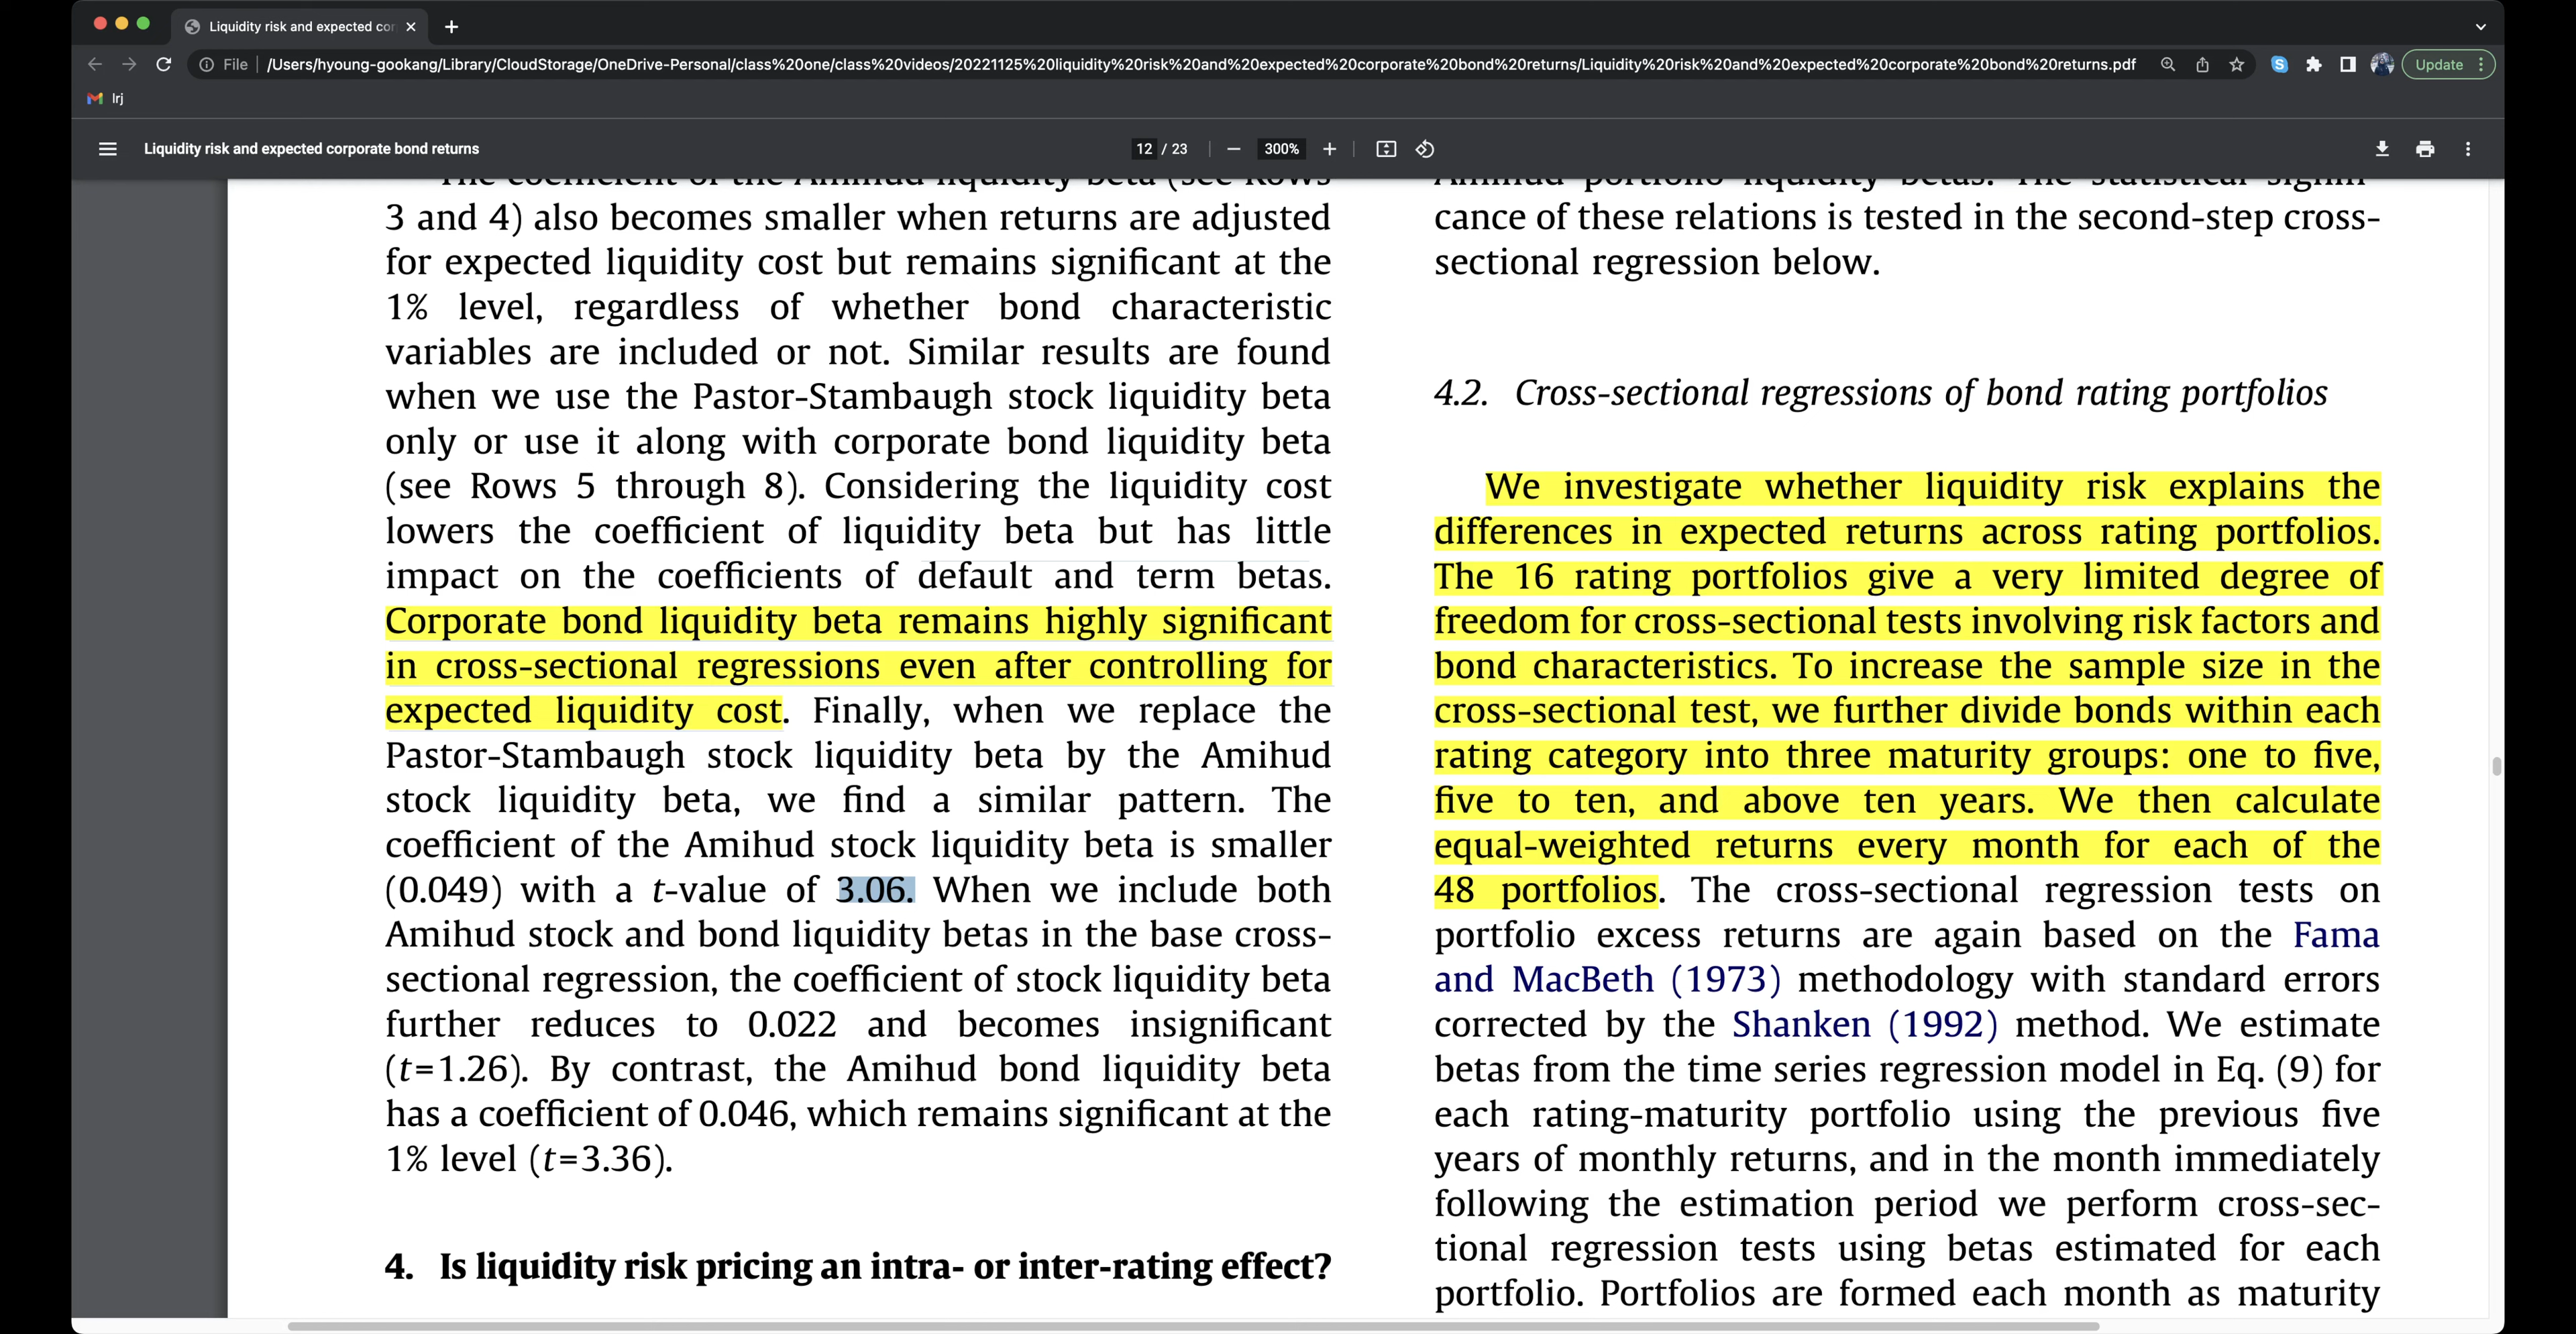 Liquidity risk and expected cor
File
/Users/hyoung-gookang/Library/CloudStorage/OneDrive-Personal/class%20one/class%20videos/20221125%20liquidity%20risk%20and%20expected%20corporate%20bond%20returns/Liquidity%20risk%20and%20expected%20corporate%20bond%20returns.pdf
Update
lrj
Liquidity risk and expected corporate bond returns
12 / 23
300%
The coefficient of the Amihud liquidity beta (see Rows
3 and 4) also becomes smaller when returns are adjusted
for expected liquidity cost but remains significant at the
1% level, regardless of whether bond characteristic
variables are included or not. Similar results are found
when we use the Pastor-Stambaugh stock liquidity beta
only or use it along with corporate bond liquidity beta
(see Rows 5 through 8). Considering the liquidity cost
lowers the coefficient of liquidity beta but has little
impact on the coefficients of default and term betas.
Corporate bond liquidity beta remains highly significant
in cross-sectional regressions even after controlling for
expected liquidity cost. Finally, when we replace the
Pastor-Stambaugh stock liquidity beta by the Amihud
stock liquidity beta, we find a similar pattern. The
coefficient of the Amihud stock liquidity beta is smaller
(0.049) with a t-value of 3.06. When we include both
Amihud stock and bond liquidity betas in the base cross-
sectional regression, the coefficient of stock liquidity beta
further reduces to 0.022 and becomes insignificant
(t=1.26). By contrast, the Amihud bond liquidity beta
has a coefficient of 0.046, which remains significant at the
1% level (t=3.36).
4. Is liquidity risk pricing an intra- or inter-rating effect?
Amihud portfolio liquidity betas. The statistical signifi-
cance of these relations is tested in the second-step cross-
sectional regression below.
4.2. Cross-sectional regressions of bond rating portfolios
We investigate whether liquidity risk explains the
differences in expected returns across rating portfolios.
The 16 rating portfolios give a very limited degree of
freedom for cross-sectional tests involving risk factors and
bond characteristics. To increase the sample size in the
cross-sectional test, we further divide bonds within each
rating category into three maturity groups: one to five,
five to ten, and above ten years. We then calculate
equal-weighted returns every month for each of the
48 portfolios. The cross-sectional regression tests on
portfolio excess returns are again based on the Fama
and MacBeth (1973) methodology with standard errors
corrected by the Shanken (1992) method. We estimate
betas from the time series regression model in Eq. (9) for
each rating-maturity portfolio using the previous five
years of monthly returns, and in the month immediately
following the estimation period we perform cross-sec-
tional regression tests using betas estimated for each
portfolio. Portfolios are formed each month as maturity